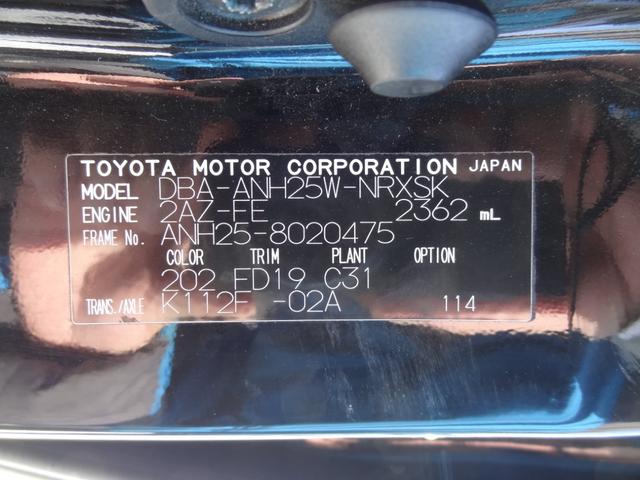 TOYOTA MOTOR CORPORATION JAPAN
MODEL DBA-ANH25W-NRXSK
ENGINE 2AZ-FE 2362 mL
FRAME No. ANH25-8020475
COLOR TRIM PLANT OPTION
202 FD19 C31
TRANS./AXLE K112F -02A 114